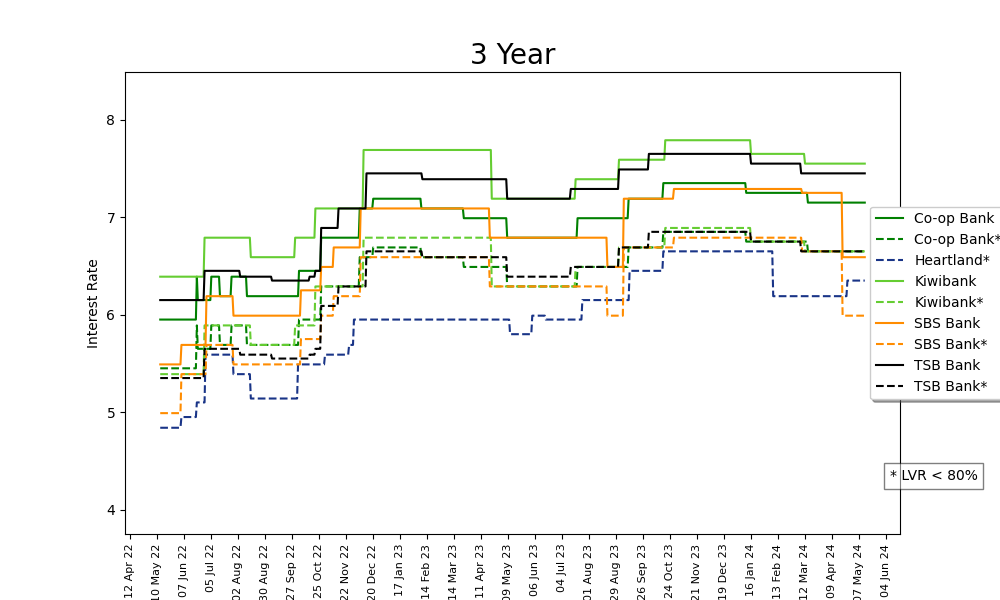 3 Year
Interest Rate
8
7
6
5
4
Co-op Bank
Co-op Bank*
Heartland*
Kiwibank
Kiwibank*
SBS Bank
SBS Bank*
TSB Bank
TSB Bank*
* LVR < 80%
12 Apr 22
10 May 22
07 Jun 22
05 Jul 22
02 Aug 22
30 Aug 22
27 Sep 22
25 Oct 22
22 Nov 22
20 Dec 22
17 Jan 23
14 Feb 23
14 Mar 23
11 Apr 23
09 May 23
06 Jun 23
04 Jul 23
01 Aug 23
29 Aug 23
26 Sep 23
24 Oct 23
21 Nov 23
19 Dec 23
16 Jan 24
13 Feb 24
12 Mar 24
09 Apr 24
07 May 24
04 Jun 24